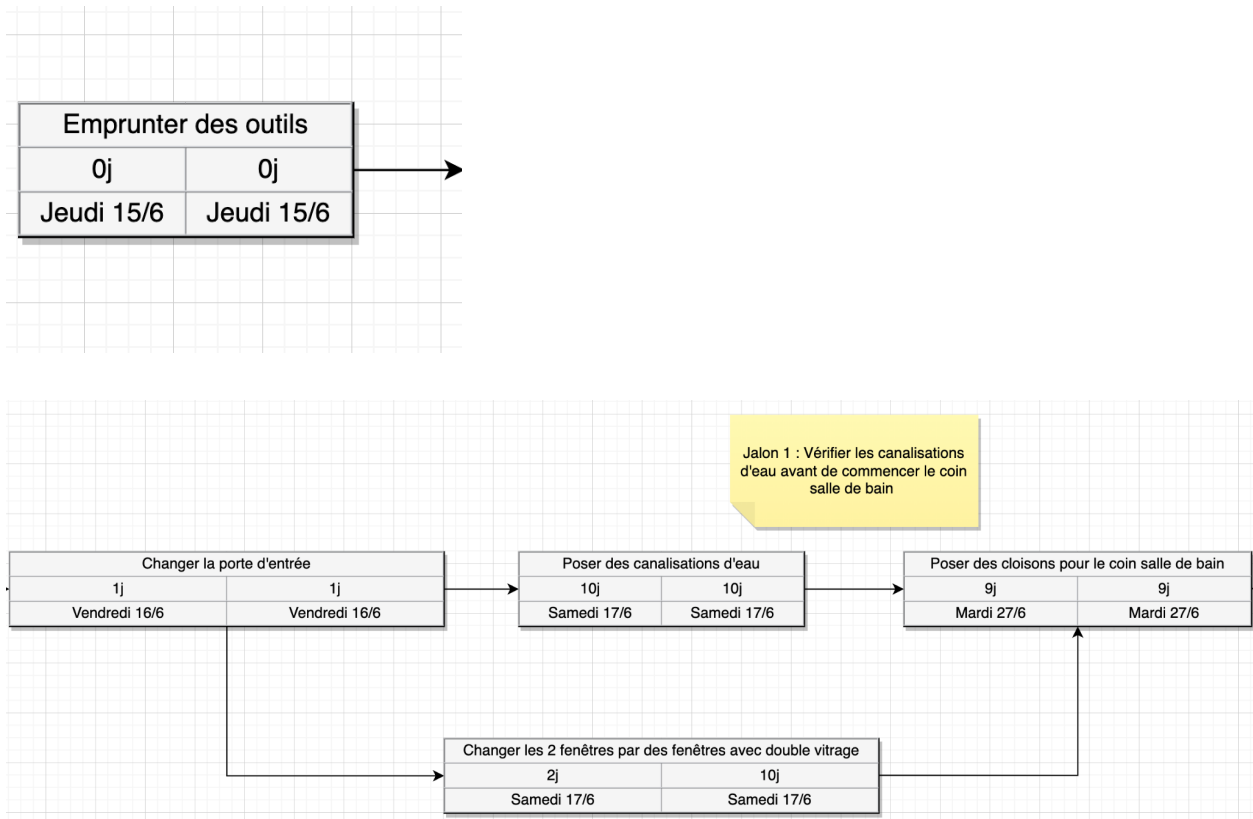 Emprunter des outils
0j 0j
Jeudi 15/6 Jeudi 15/6
Jalon 1 : Vérifier les canalisations
d'eau avant de commencer le coin
salle de bain
Changer la porte d'entrée
1j 1j
Vendredi 16/6 Vendredi 16/6
Poser des canalisations d'eau
10j 10j
Samedi 17/6 Samedi 17/6
Poser des cloisons pour le coin salle de bain
9j 9j
Mardi 27/6 Mardi 27/6
Changer les 2 fenêtres par des fenêtres avec double vitrage
2j 10j
Samedi 17/6 Samedi 17/6